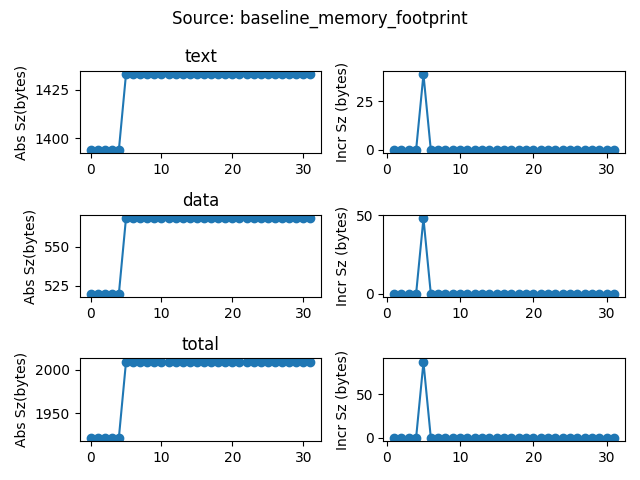 Source: baseline_memory_footprint
text
Abs Sz(bytes)
1425
1400
0 10 20 30
Incr Sz (bytes)
25
0
0 10 20 30
data
Abs Sz(bytes)
550
525
0 10 20 30
Incr Sz (bytes)
50
0
0 10 20 30
total
Abs Sz(bytes)
2000
1950
0 10 20 30
Incr Sz (bytes)
50
0
0 10 20 30